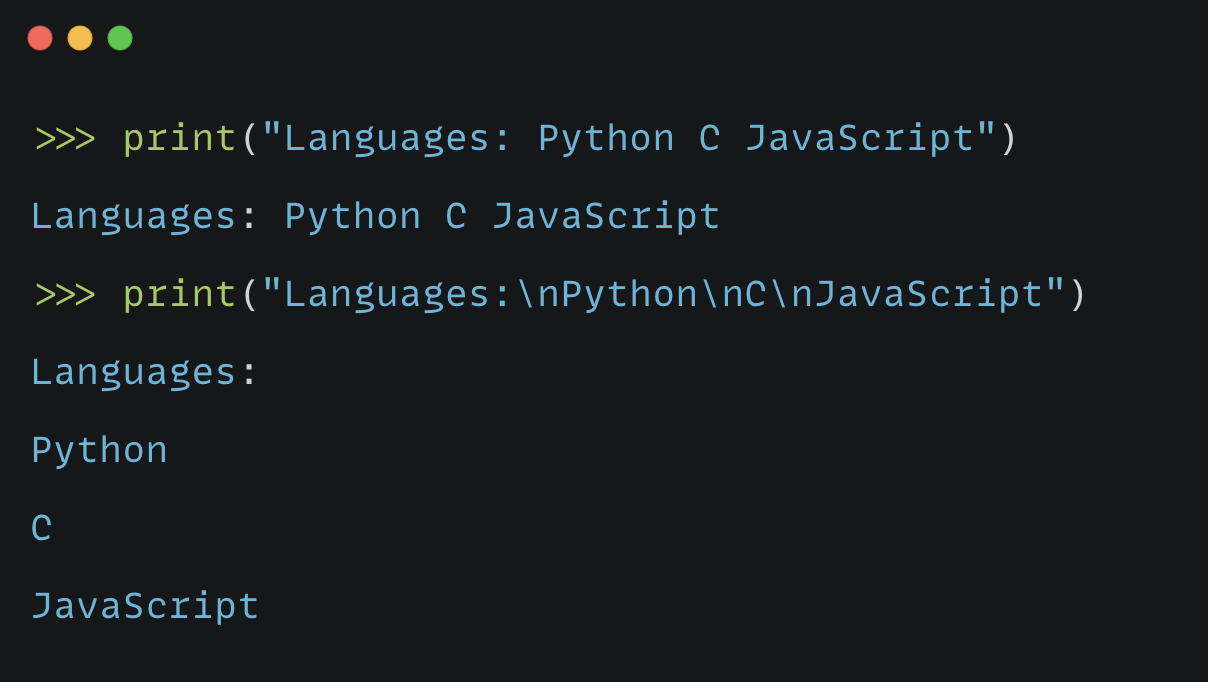 >>> print("Languages: Python C JavaScript")
Languages: Python C JavaScript
>>> print("Languages:\nPython\nC\nJavaScript")
Languages:
Python
C
JavaScript